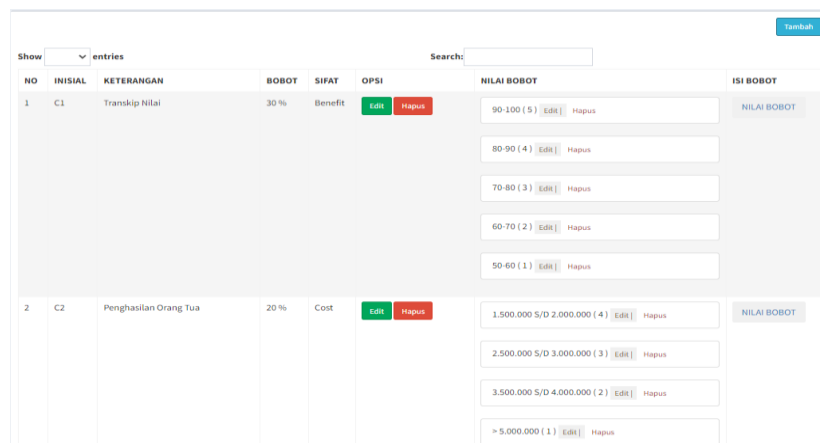 Tambah
Show entries Search:
NO INISIAL KETERANGAN BOBOT SIFAT OPSI NILAI BOBOT ISI BOBOT
1 C1 Transkip Nilai 30 % Benefit Edit Hapus 90-100 ( 5 ) Edit | Hapus NILAI BOBOT
80-90 ( 4 ) Edit | Hapus
70-80 ( 3 ) Edit | Hapus
60-70 ( 2 ) Edit | Hapus
50-60 ( 1 ) Edit | Hapus
2 C2 Penghasilan Orang Tua 20 % Cost Edit Hapus 1.500.000 S/D 2.000.000 ( 4 ) Edit | Hapus NILAI BOBOT
2.500.000 S/D 3.000.000 ( 3 ) Edit | Hapus
3.500.000 S/D 4.000.000 ( 2 ) Edit | Hapus
> 5.000.000 ( 1 ) Edit | Hapus